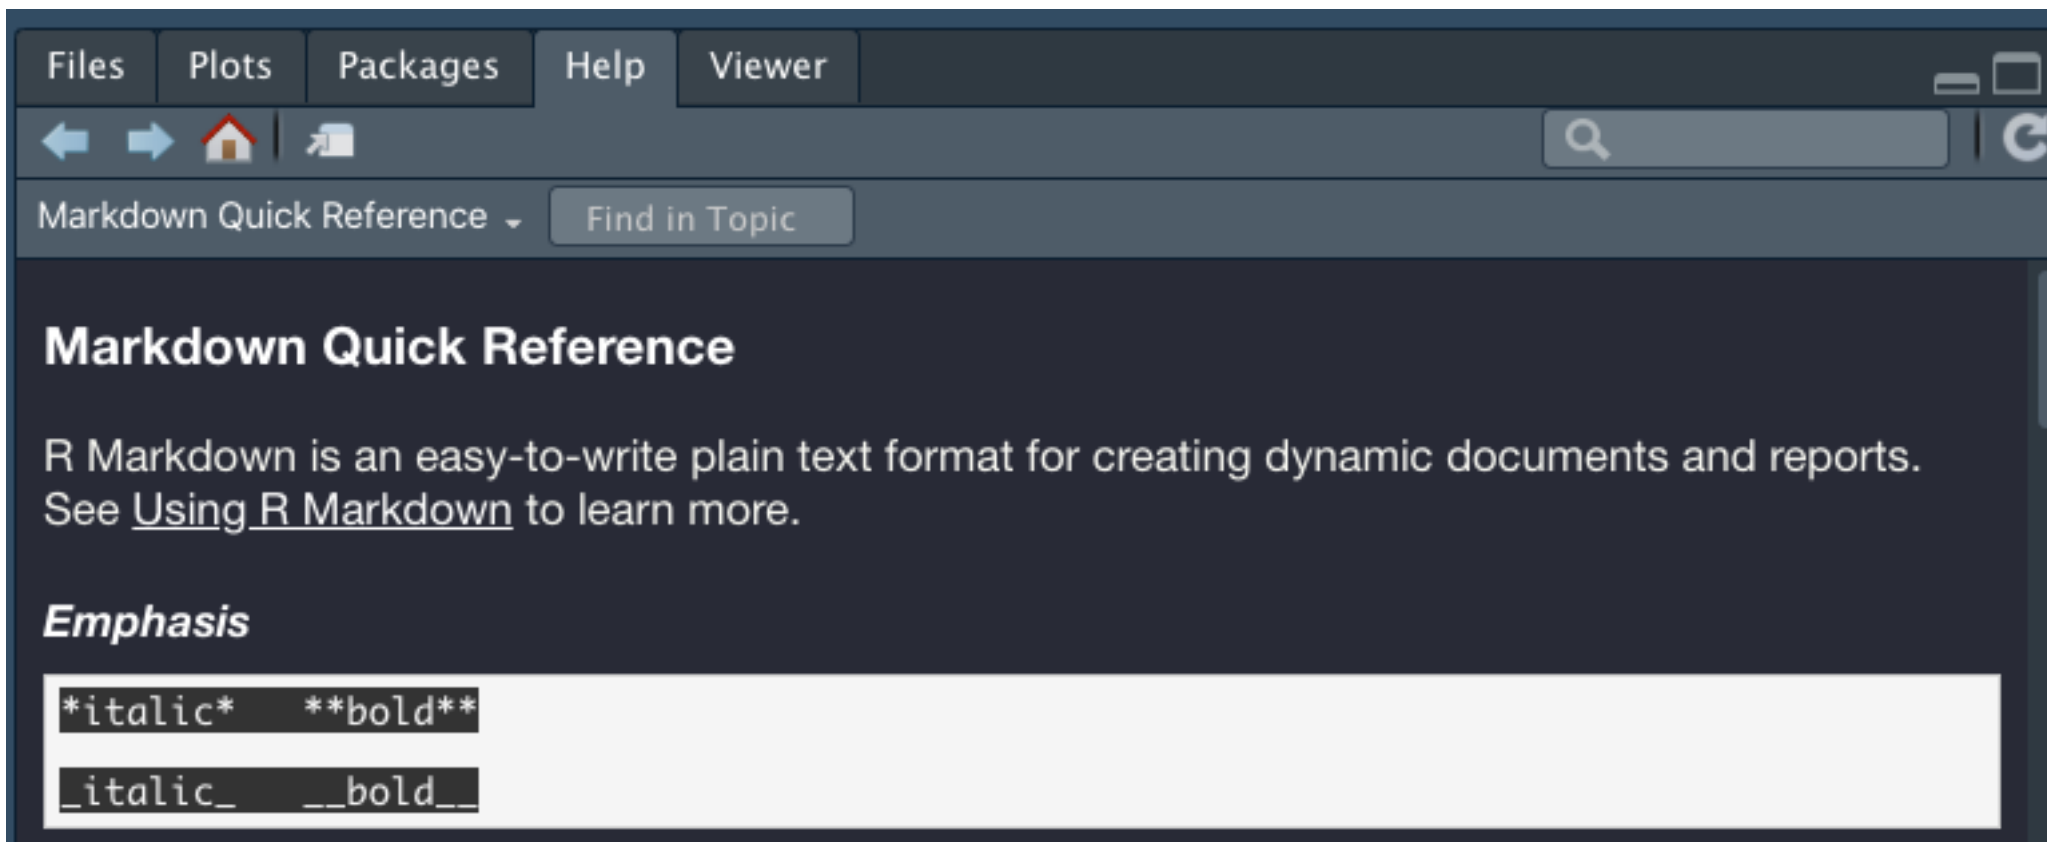 Files Plots Packages Help Viewer
Markdown Quick Reference Find in Topic
Markdown Quick Reference
R Markdown is an easy-to-write plain text format for creating dynamic documents and reports.
See Using R Markdown to learn more.
Emphasis
*italic*   **bold**
_italic_   __bold__